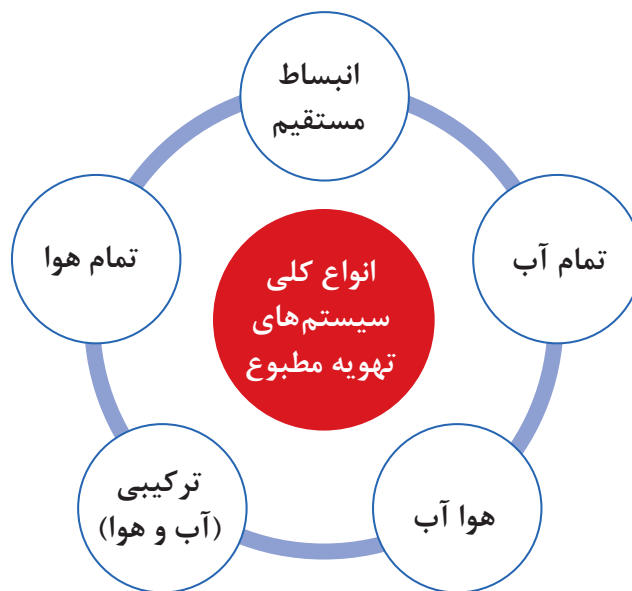 انبساط
مستقیم
تمام آب
تمام هوا
انواع کلی
سیستم‌های
تهویه مطبوع
هوا آب
ترکیبی
(آب و هوا)